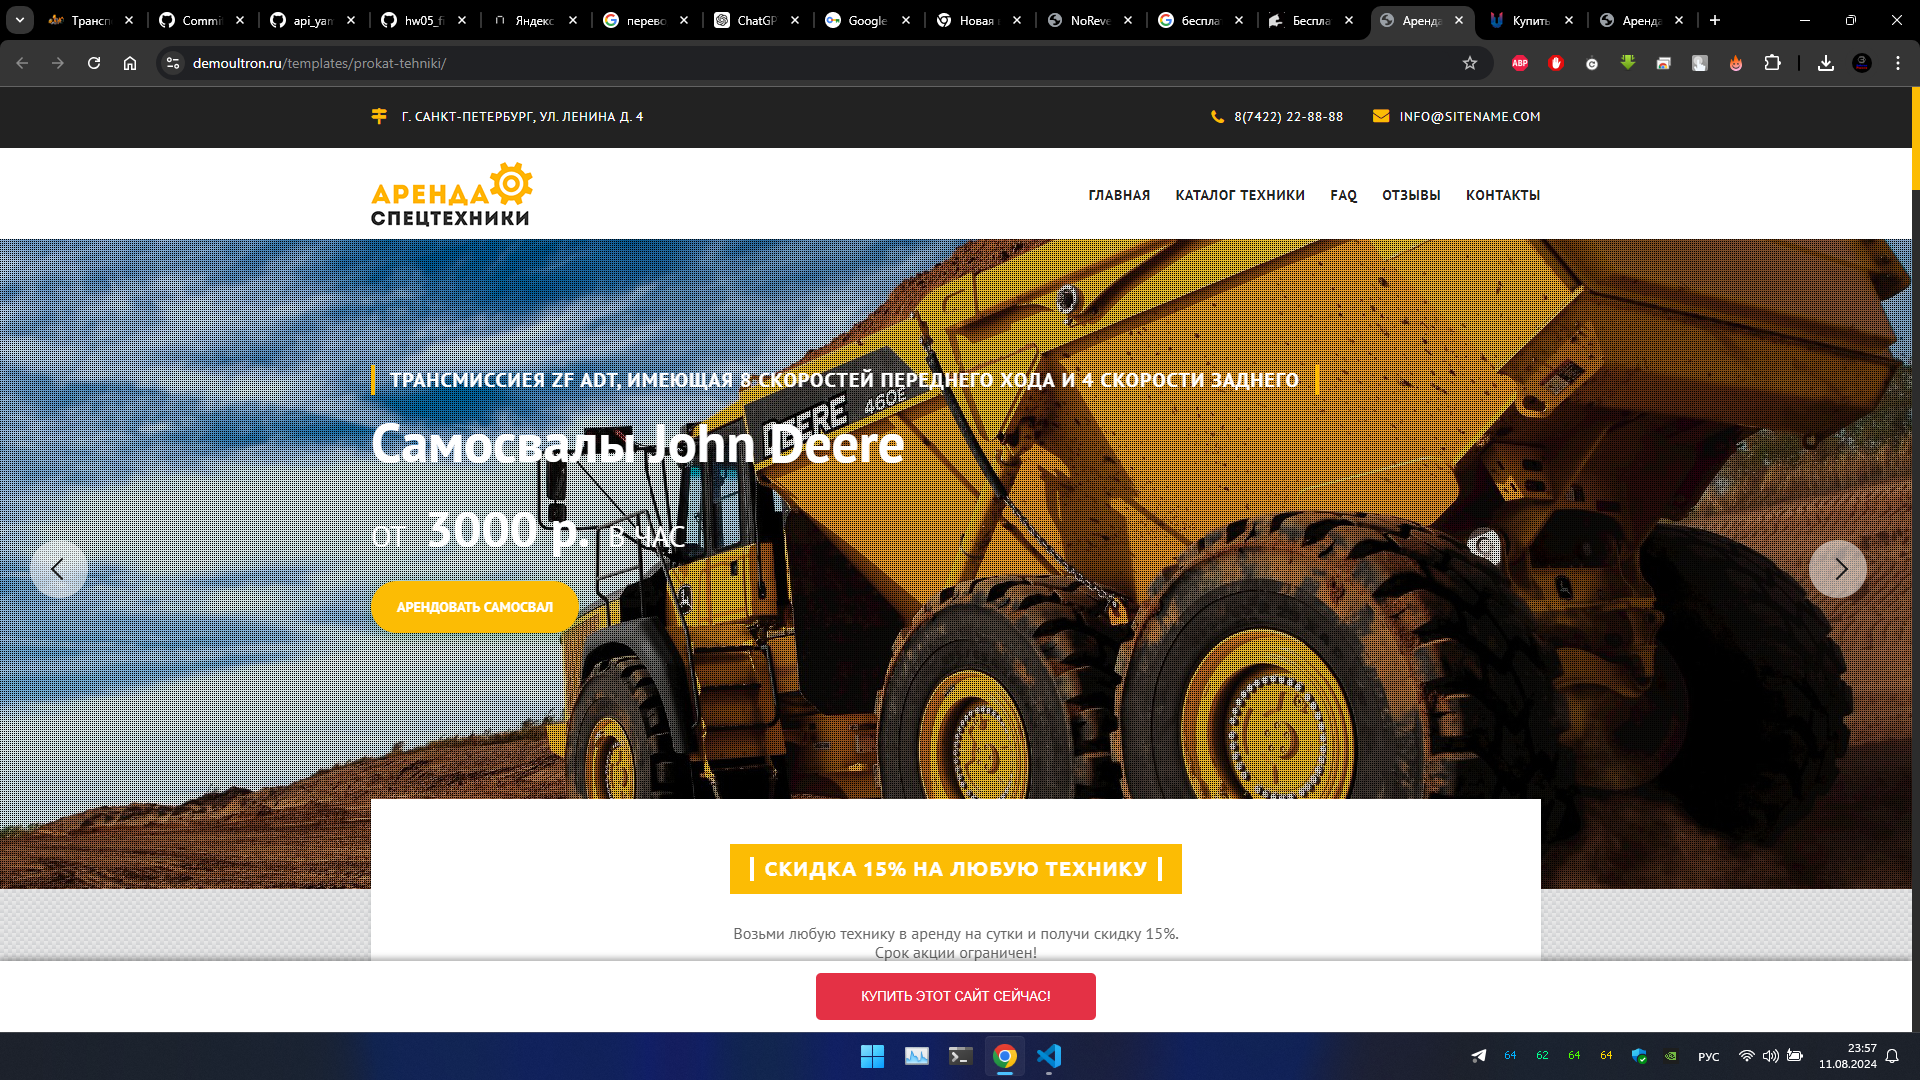 Трансп
Commit
api_yam
hw05_fi
Яндекс
перево
ChatGP
Google
Новая в
NoReve
беспла
Беспла
Аренда
Купить
Аренда
demoultron.ru/templates/prokat-tehniki/
ABP
Г. САНКТ-ПЕТЕРБУРГ, УЛ. ЛЕНИНА Д. 4
8(7422) 22-88-88
INFO@SITENAME.COM
АРЕНДА
СПЕЦТЕХНИКИ
ГЛАВНАЯ
КАТАЛОГ ТЕХНИКИ
FAQ
ОТЗЫВЫ
КОНТАКТЫ
ТРАНСМИССИЕЯ ZF ADT, ИМЕЮЩАЯ 8 СКОРОСТЕЙ ПЕРЕДНЕГО ХОДА И 4 СКОРОСТИ ЗАДНЕГО
DEERE 460E
Самосвалы John Deere
ОТ 3000 р. В ЧАС
АРЕНДОВАТЬ САМОСВАЛ
СКИДКА 15% НА ЛЮБУЮ ТЕХНИКУ
Возьми любую технику в аренду на сутки и получи скидку 15%.
Срок акции ограничен!
КУПИТЬ ЭТОТ САЙТ СЕЙЧАС!
64
62
64
64
РУС
23:57
11.08.2024